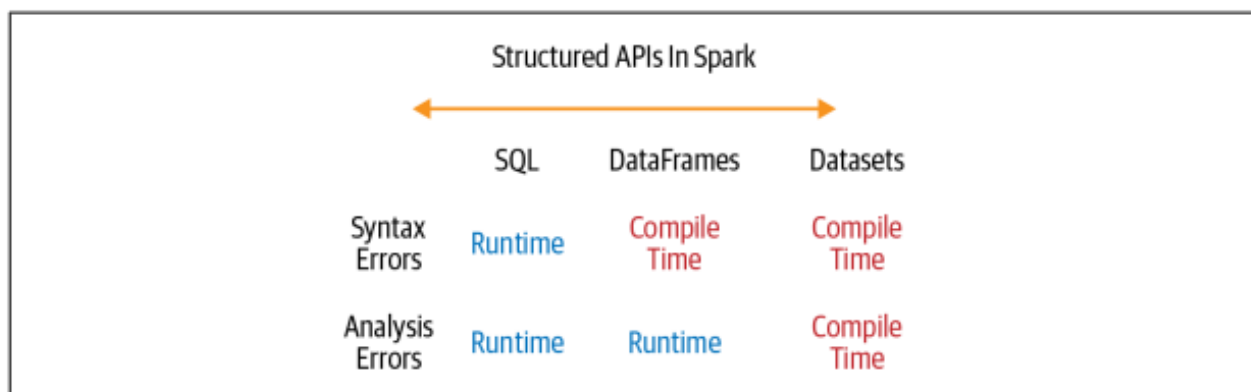 Structured APIs In Spark
SQL DataFrames Datasets
Syntax Errors Runtime Compile Time Compile Time
Analysis Errors Runtime Runtime Compile Time